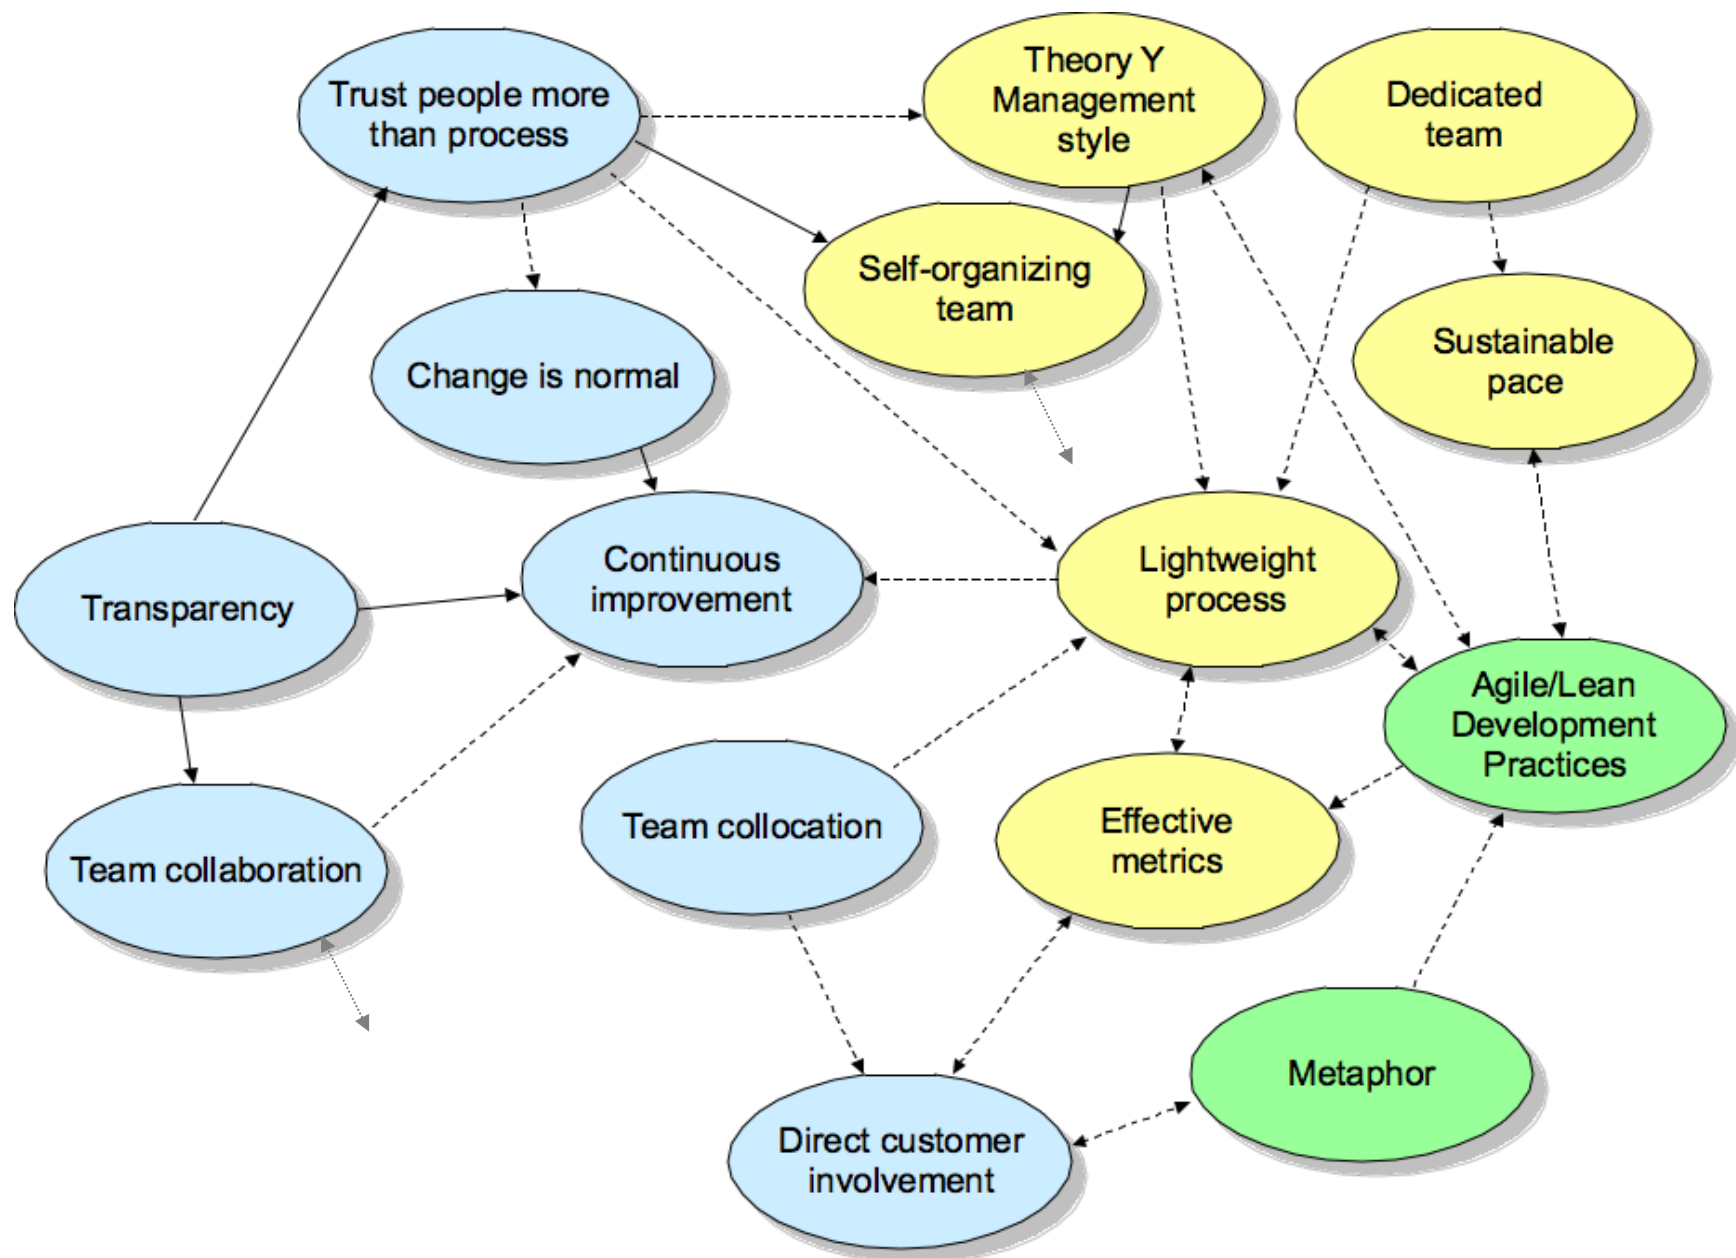 Trust people more
than process
Theory Y
Management
style
Dedicated
team
Self-organizing
team
Change is normal
Sustainable
pace
Transparency
Continuous
improvement
Lightweight
process
Agile/Lean
Development
Practices
Team collaboration
Team collocation
Effective
metrics
Metaphor
Direct customer
involvement